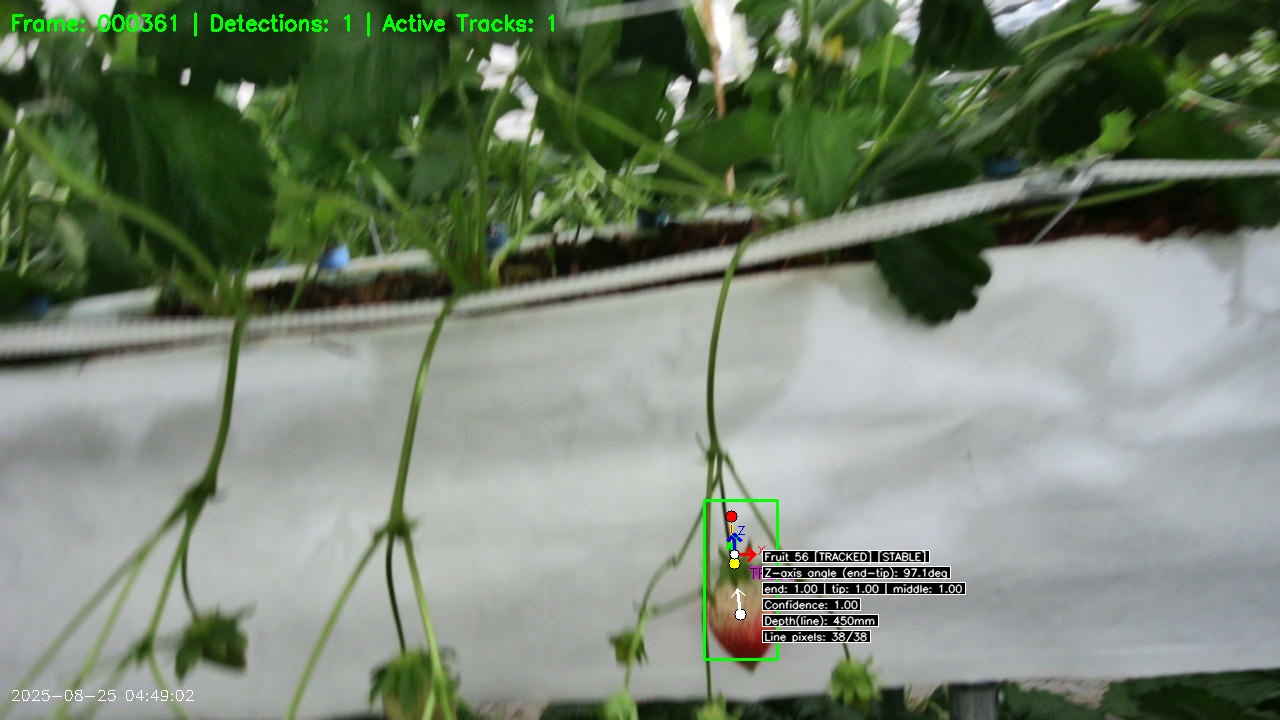 Frame: 000361 | Detections: 1 | Active Tracks: 1
Z
X
Fruit 56 [TRACKED] [STABLE]
Z-axis angle (end-tip): 97.1deg
end: 1.00 | tip: 1.00 | middle: 1.00
Confidence: 1.00
Depth(line): 450mm
Line pixels: 38/38
2025-08-25 04:49:02